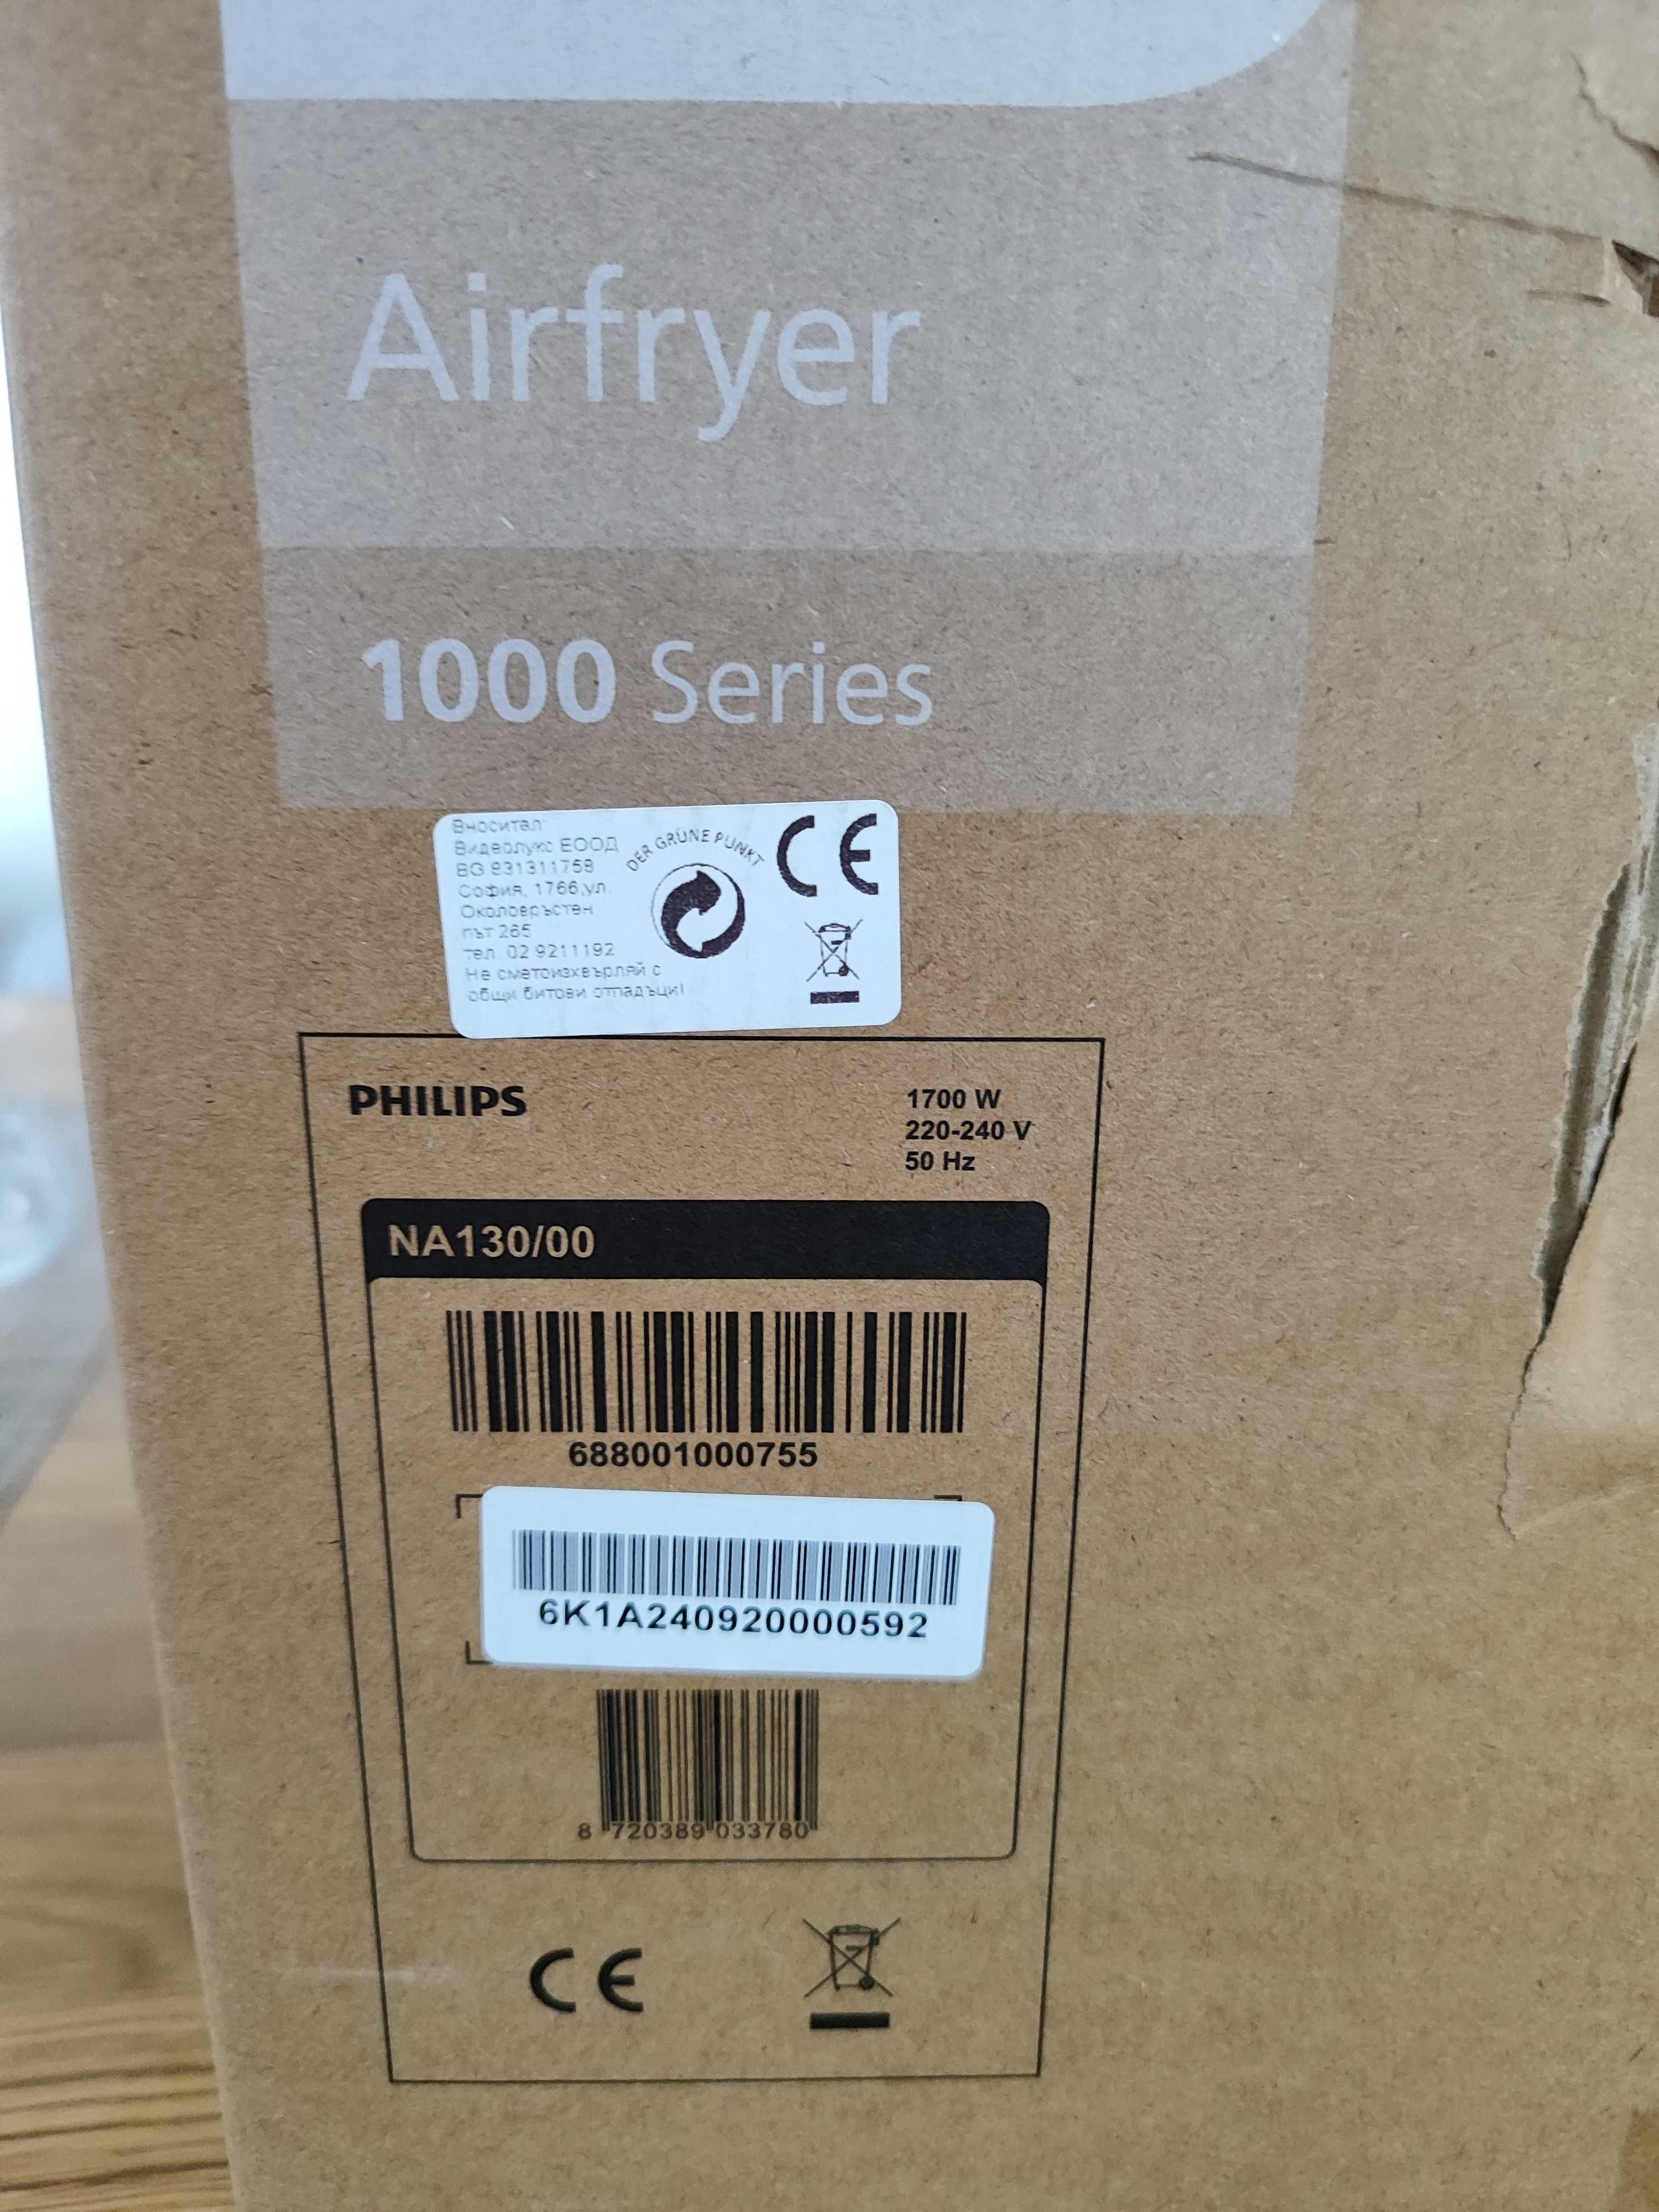 Airfryer
1000 Series
Вносител:
Видеолукс ЕООД
BG 831311758
София, 1766,ул.
Околовръстен
път 265
тел. 02 9211192
Не сметоизхвърляй с
общи битови отпадъци!
DER GRÜNE PUNKT
CE
PHILIPS
1700 W
220-240 V
50 Hz
NA130/00
688001000755
6K1A240920000592
8 720389 033780
CE